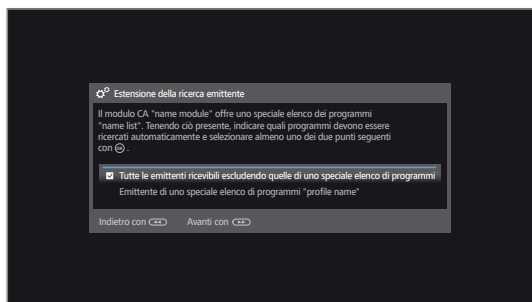 Estensione della ricerca emittente
Il modulo CA "name module" offre uno speciale elenco dei programmi
"name list". Tenendo ciò presente, indicare quali programmi devono essere
ricercati automaticamente e selezionare almeno uno dei due punti seguenti
con OK .
Tutte le emittenti ricevibili escludendo quelle di uno speciale elenco di programmi
Emittente di uno speciale elenco di programmi "profile name"
Indietro con Avanti con